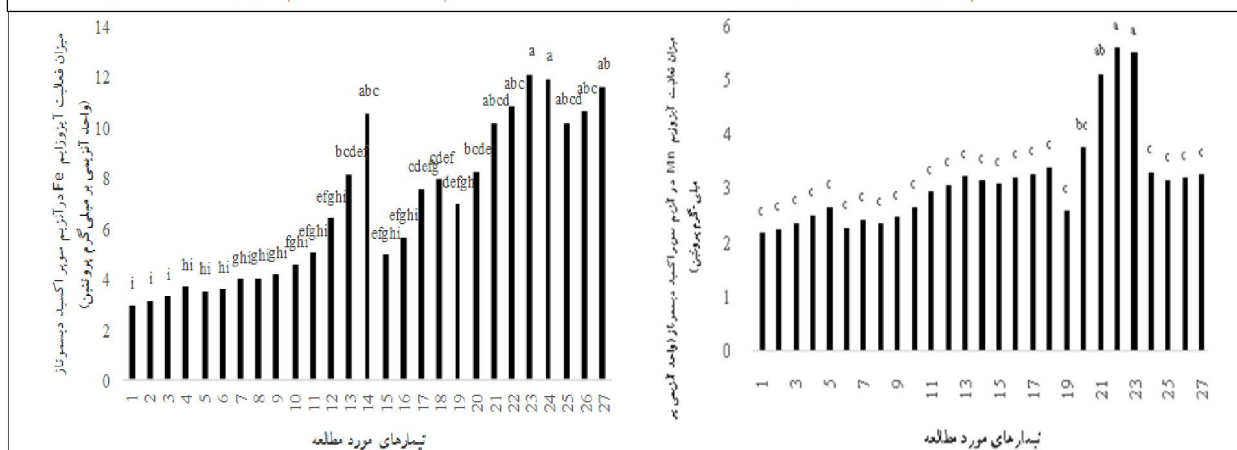 میزان فعالیت آیزوزایم Fe در آنزیم سوپر اکسید دیسموتاز
(واحد آنزیمی بر میلی گرم پروتئین)
14
12
10
8
6
4
2
0
i i i hi hi hi ghi ghi ghi fghi efghi efghi bcdef abc efghi efghi cdefg cdef defgh bcde abcd abc a a abcd abc ab
1 2 3 4 5 6 7 8 9 10 11 12 13 14 15 16 17 18 19 20 21 22 23 24 25 26 27
تیمارهای مورد مطالعه
میزان فعالیت آیزوزیم Mn در آنزیم سوپر اکسید دیسموتاز (واحد آنزیمی بر
میلی-گرم پروتئین)
6
5
4
3
2
1
0
c c c c c c c c c c c c c c c c c c c bc ab a a c c c c
1 3 5 7 9 11 13 15 17 19 21 23 25 27
تیمارهای مورد مطالعه